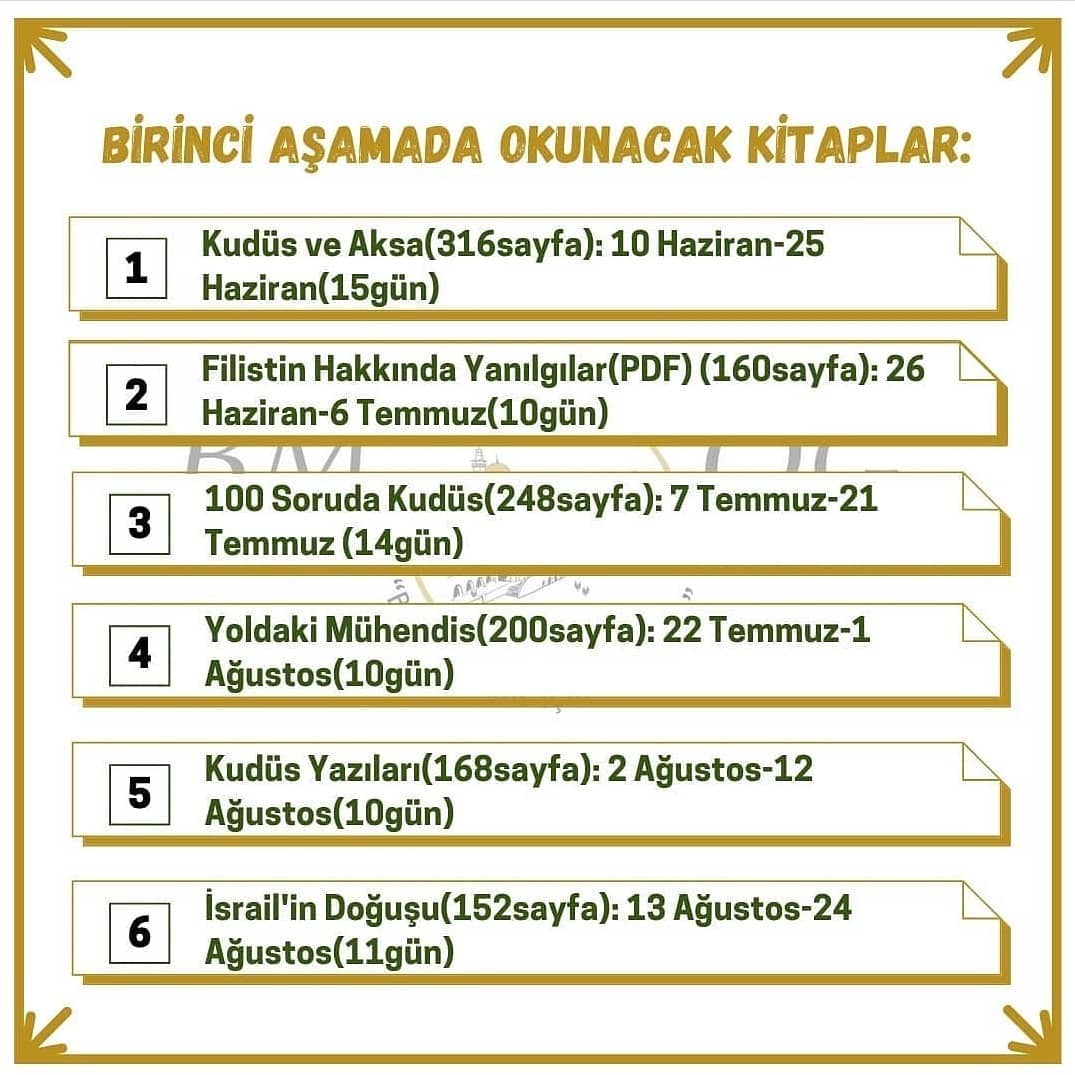 BİRİNCİ AŞAMADA OKUNACAK KİTAPLAR:
1
Kudüs ve Aksa(316sayfa): 10 Haziran-25
Haziran(15gün)
2
Filistin Hakkında Yanılgılar(PDF) (160sayfa): 26
Haziran-6 Temmuz(10gün)
3
100 Soruda Kudüs(248sayfa): 7 Temmuz-21
Temmuz (14gün)
4
Yoldaki Mühendis(200sayfa): 22 Temmuz-1
Ağustos(10gün)
5
Kudüs Yazıları(168sayfa): 2 Ağustos-12
Ağustos(10gün)
6
İsrail'in Doğuşu(152sayfa): 13 Ağustos-24
Ağustos(11gün)